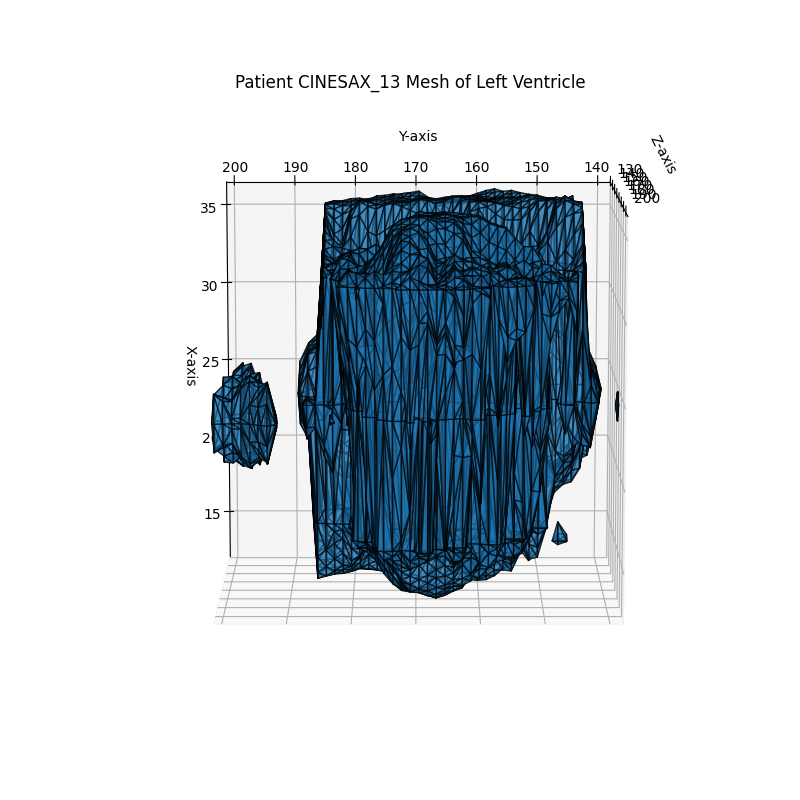 Patient CINESAX_13 Mesh of Left Ventricle
Y-axis
Z-axis
200 190 180 170 160 150 140 130
200
35
30
25
X-axis
15